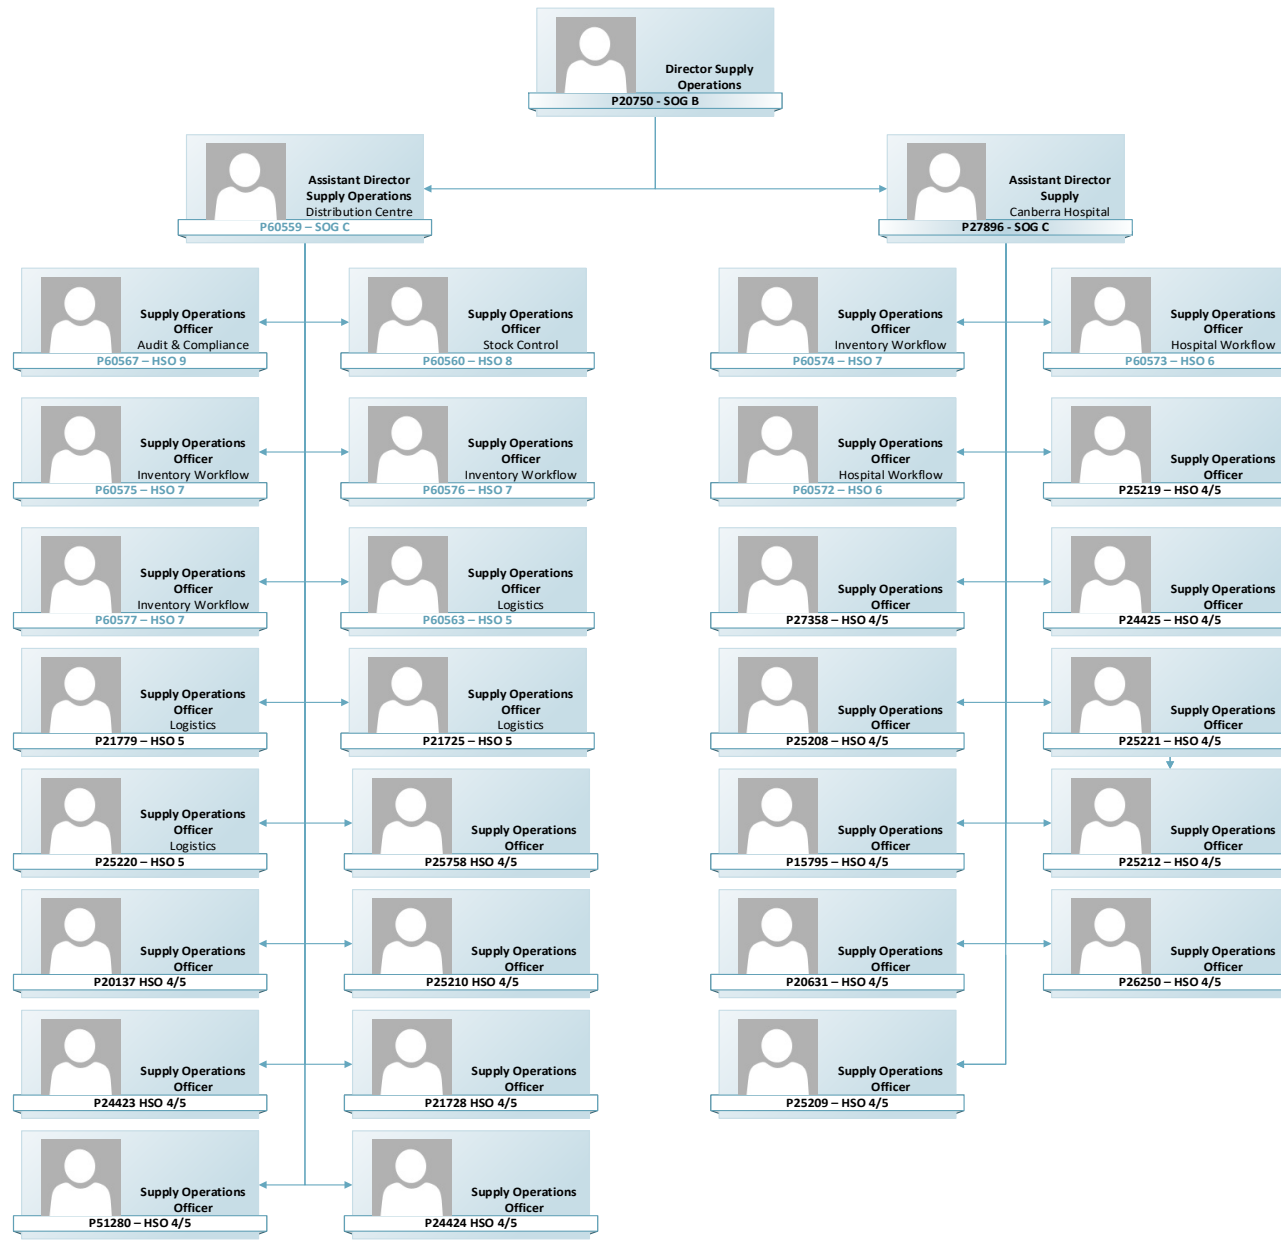 Director Supply
Operations
P20750 - SOG B
Assistant Director
Supply Operations
Distribution Centre
P60559 – SOG C
Assistant Director
Supply
Canberra Hospital
P27896 - SOG C
Supply Operations
Officer
Audit & Compliance
P60567 – HSO 9
Supply Operations
Officer
Stock Control
P60560 – HSO 8
Supply Operations
Officer
Inventory Workflow
P60574 – HSO 7
Supply Operations
Officer
Hospital Workflow
P60573 – HSO 6
Supply Operations
Officer
Inventory Workflow
P60575 – HSO 7
Supply Operations
Officer
Inventory Workflow
P60576 – HSO 7
Supply Operations
Officer
Hospital Workflow
P60572 – HSO 6
Supply Operations
Officer
P25219 – HSO 4/5
Supply Operations
Officer
Inventory Workflow
P60577 – HSO 7
Supply Operations
Officer
Logistics
P60563 – HSO 5
Supply Operations
Officer
P27358 – HSO 4/5
Supply Operations
Officer
P24425 – HSO 4/5
Supply Operations
Officer
Logistics
P21779 – HSO 5
Supply Operations
Officer
Logistics
P21725 – HSO 5
Supply Operations
Officer
P25208 – HSO 4/5
Supply Operations
Officer
P25221 – HSO 4/5
Supply Operations
Officer
Logistics
P25220 – HSO 5
Supply Operations
Officer
P25758 HSO 4/5
Supply Operations
Officer
P15795 – HSO 4/5
Supply Operations
Officer
P25212 – HSO 4/5
Supply Operations
Officer
P20137 HSO 4/5
Supply Operations
Officer
P25210 HSO 4/5
Supply Operations
Officer
P20631 – HSO 4/5
Supply Operations
Officer
P26250 – HSO 4/5
Supply Operations
Officer
P24423 HSO 4/5
Supply Operations
Officer
P21728 HSO 4/5
Supply Operations
Officer
P25209 – HSO 4/5
Supply Operations
Officer
P51280 – HSO 4/5
Supply Operations
Officer
P24424 HSO 4/5